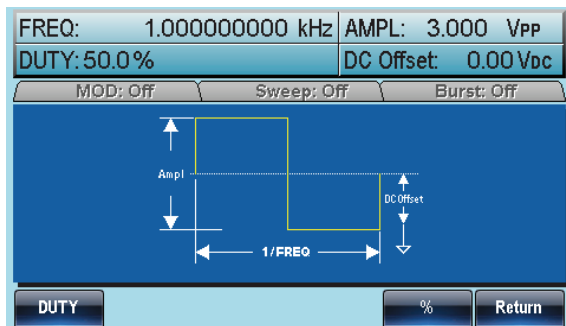 FREQ: 1.000000000 kHz AMPL: 3.000 VPP
DUTY: 50.0% DC Offset: 0.00 VDC
MOD: Off Sweep: Off Burst: Off
Ampl
DC Offset
1/FREQ
DUTY % Return